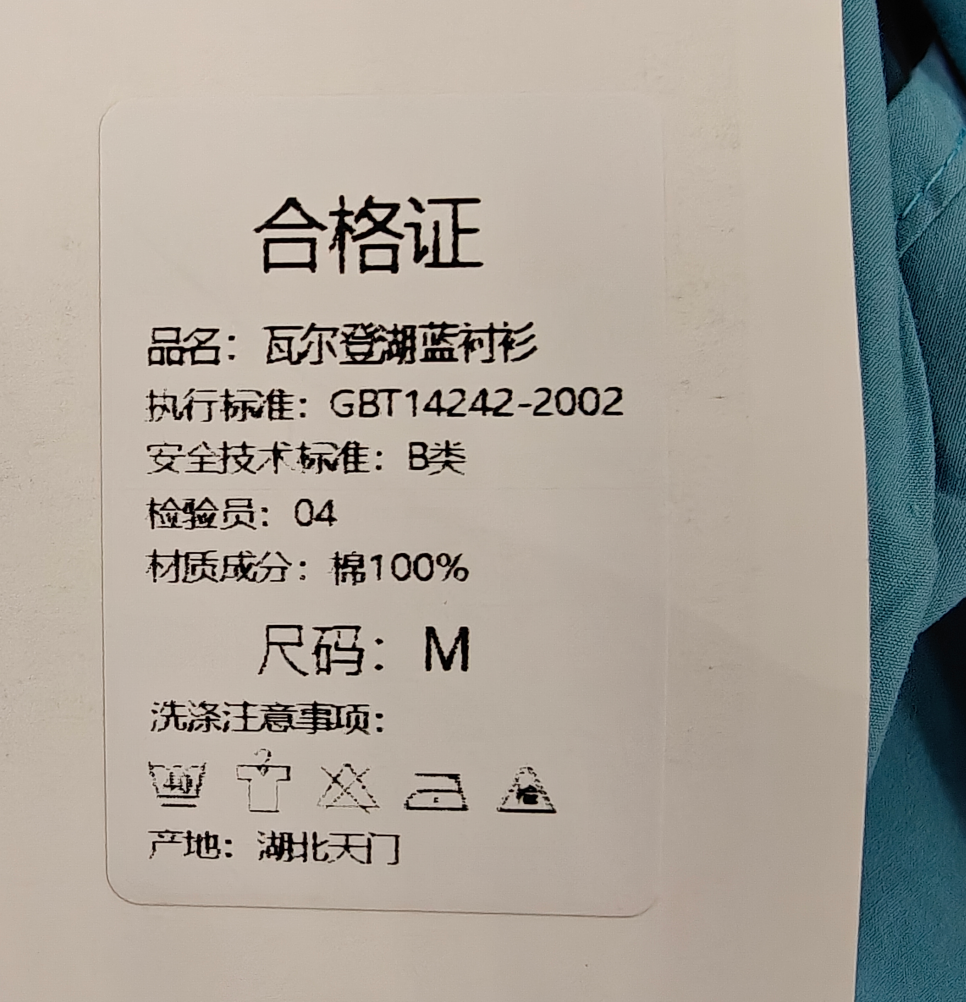 合格证
品名：瓦尔登湖蓝衬衫
执行标准：GBT14242-2002
安全技术标准：B类
检验员：04
材质成分：棉100%
尺码：M
洗涤注意事项：
40
产地：湖北天门